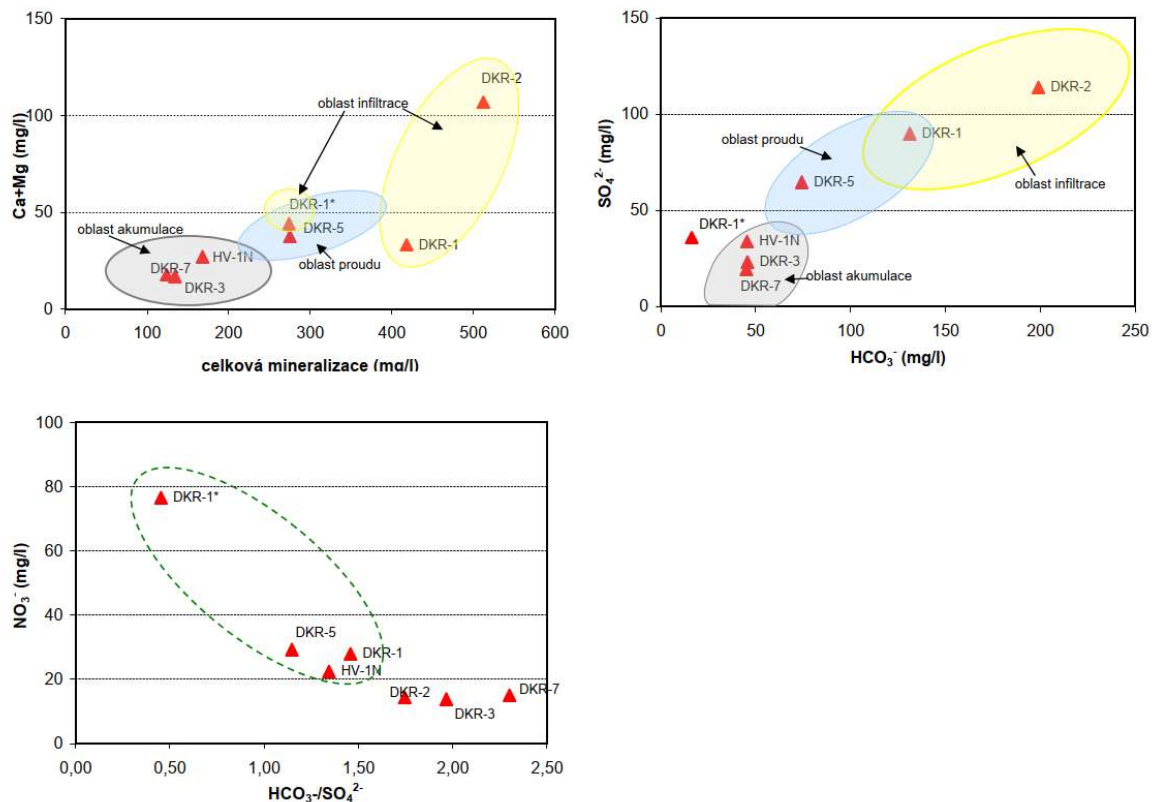 150
100
50
0
Ca+Mg (mg/l)
DKR-2
oblast infiltrace
DKR-1*
oblast akumulace
DKR-5
DKR-1
HV-1N
oblast proudu
DKR-7
DKR-3
0 100 200 300 400 500 600
celková mineralizace (mg/l)
150
100
50
0
SO₄²⁻ (mg/l)
DKR-2
oblast proudu
DKR-1
DKR-5
oblast infiltrace
DKR-1*
HV-1N
DKR-3
oblast akumulace
DKR-7
0 50 100 150 200 250
HCO₃⁻ (mg/l)
100
80
60
40
20
0
NO₃⁻ (mg/l)
DKR-1*
DKR-5
DKR-1
HV-1N
DKR-2
DKR-7
DKR-3
0,00 0,50 1,00 1,50 2,00 2,50
HCO₃-/SO₄²⁻